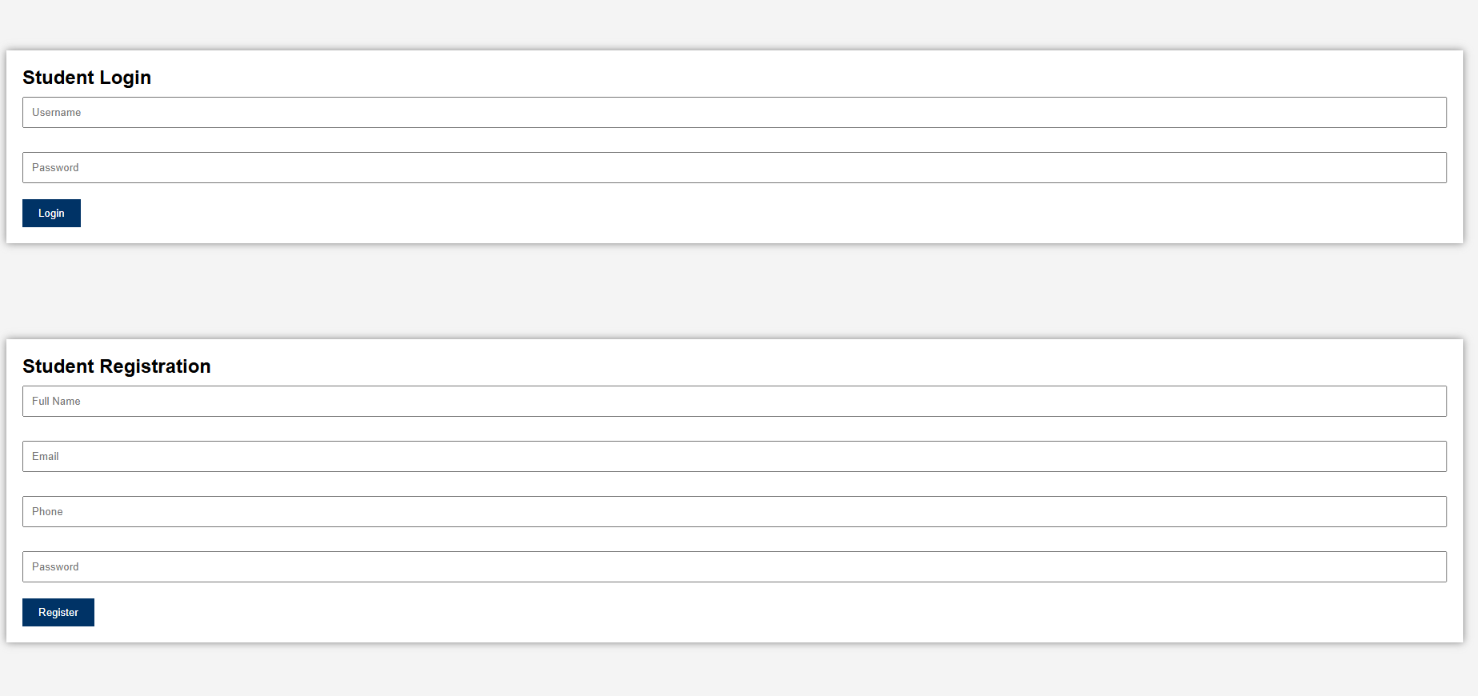 Student Login
Username
Password
Login
Student Registration
Full Name
Email
Phone
Password
Register